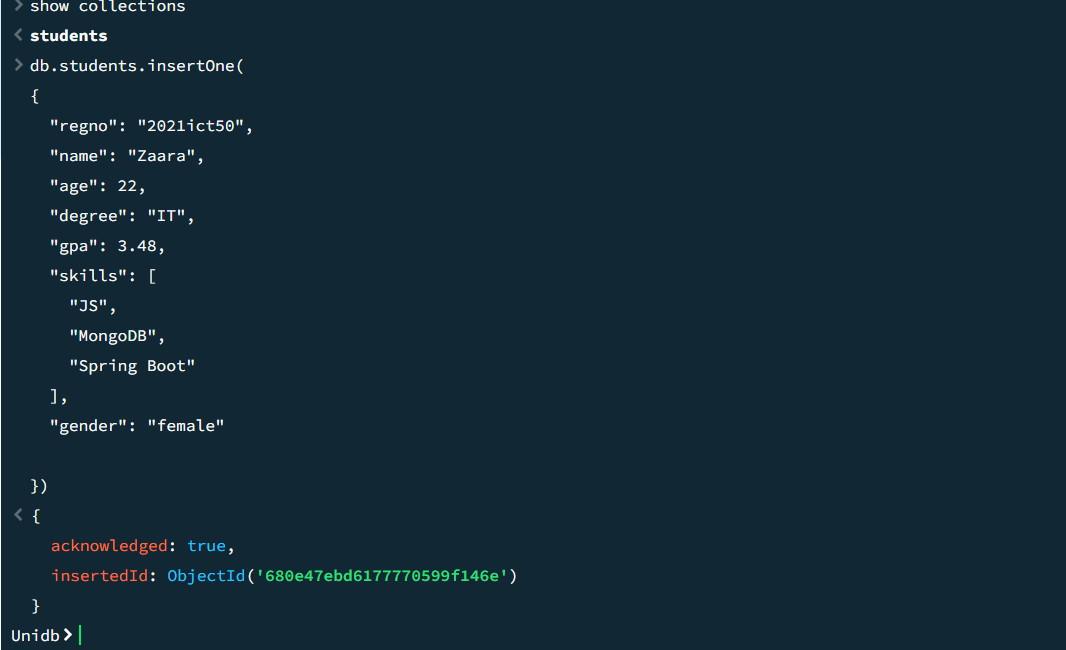 > show collections
< students
> db.students.insertOne(
{
  "regno": "2021ict50",
  "name": "Zaara",
  "age": 22,
  "degree": "IT",
  "gpa": 3.48,
  "skills": [
    "JS",
    "MongoDB",
    "Spring Boot"
  ],
  "gender": "female"
})
< {
  acknowledged: true,
  insertedId: ObjectId('680e47ebd6177770599f146e')
}
Unidb>